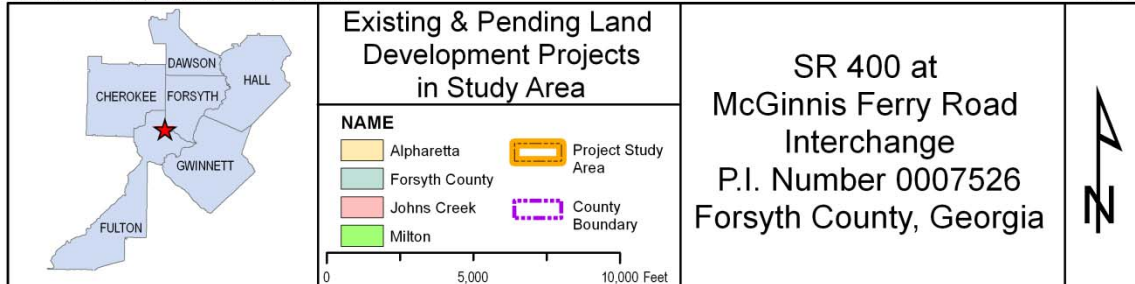 DAWSON
HALL
CHEROKEE
FORSYTH
GWINNETT
FULTON
Existing & Pending Land
Development Projects
in Study Area
NAME
Alpharetta
Forsyth County
Johns Creek
Milton
Project Study
Area
County
Boundary
0 5,000 10,000 Feet
SR 400 at
McGinnis Ferry Road
Interchange
P.I. Number 0007526
Forsyth County, Georgia
N